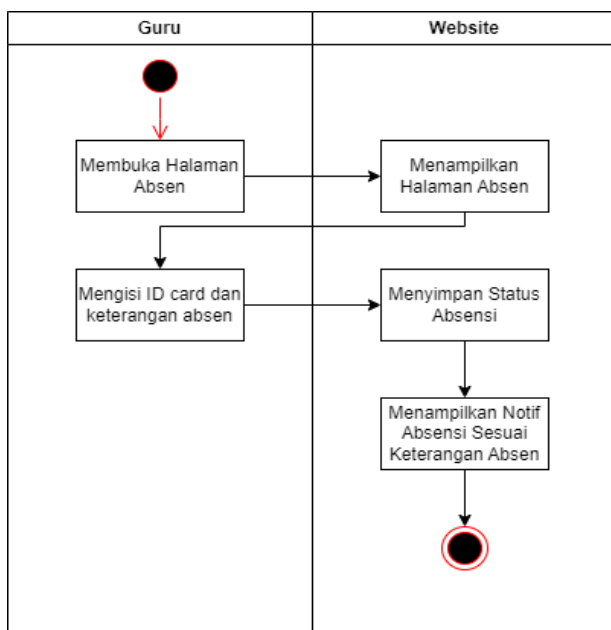 Guru
Website
Membuka Halaman
Absen
Menampilkan
Halaman Absen
Mengisi ID card dan
keterangan absen
Menyimpan Status
Absensi
Menampilkan Notif
Absensi Sesuai
Keterangan Absen